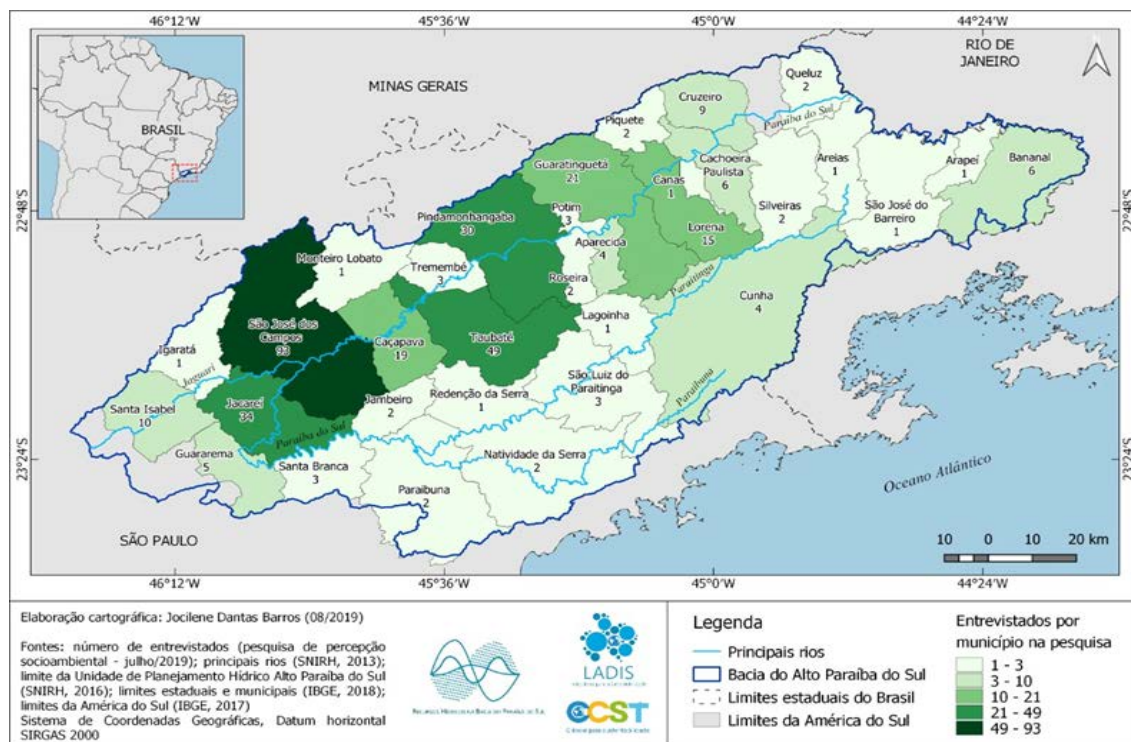 46°12'W 45°36'W 45°0'W 44°24'W
BRASIL
MINAS GERAIS
RIO DE
JANEIRO
N
Queluz
2
Cruzeiro
9
Paraíba do Sul
Piquete
2
Guaratinguetá
21
Cachoeira
Paulista
6
Areias
1
Arapeí
1
Bananal
6
Canas
1
22°48'S
22°48'S
Potim
3
Silveiras
2
São José do
Barreiro
1
Pindamonhangaba
30
Lorena
15
Aparecida
4
Monteiro Lobato
1
Tremembé
3
Roseira
2
Paraitinga
Cunha
4
Lagoinha
1
São José dos
Campos
93
Caçapava
19
Taubaté
49
Igaratá
1
Jaguari
São Luiz do
Paraitinga
3
Paraibuna
Santa Isabel
10
Jacareí
34
Jambeiro
2
Redenção da Serra
1
Paraíba do Sul
Guararema
5
Santa Branca
3
Natividade da Serra
2
23°24'S
23°24'S
Paraibuna
2
Oceano Atlântico
SÃO PAULO
10 0 10 20 km
46°12'W 45°36'W 45°0'W 44°24'W
Elaboração cartográfica: Jocilene Dantas Barros (08/2019)
Fontes: número de entrevistados (pesquisa de percepção
socioambiental - julho/2019); principais rios (SNIRH, 2013);
limite da Unidade de Planejamento Hídrico Alto Paraíba do Sul
(SNIRH, 2016); limites estaduais e municipais (IBGE, 2018);
limites da América do Sul (IBGE, 2017)
Sistema de Coordenadas Geográficas, Datum horizontal
SIRGAS 2000
RECURSOS HÍDRICOS NA BACIA DO PARAÍBA DO SUL
LADIS
CCST
Legenda
Principais rios
Bacia do Alto Paraíba do Sul
Limites estaduais do Brasil
Limites da América do Sul
Entrevistados por
município na pesquisa
1 - 3
3 - 10
10 - 21
21 - 49
49 - 93